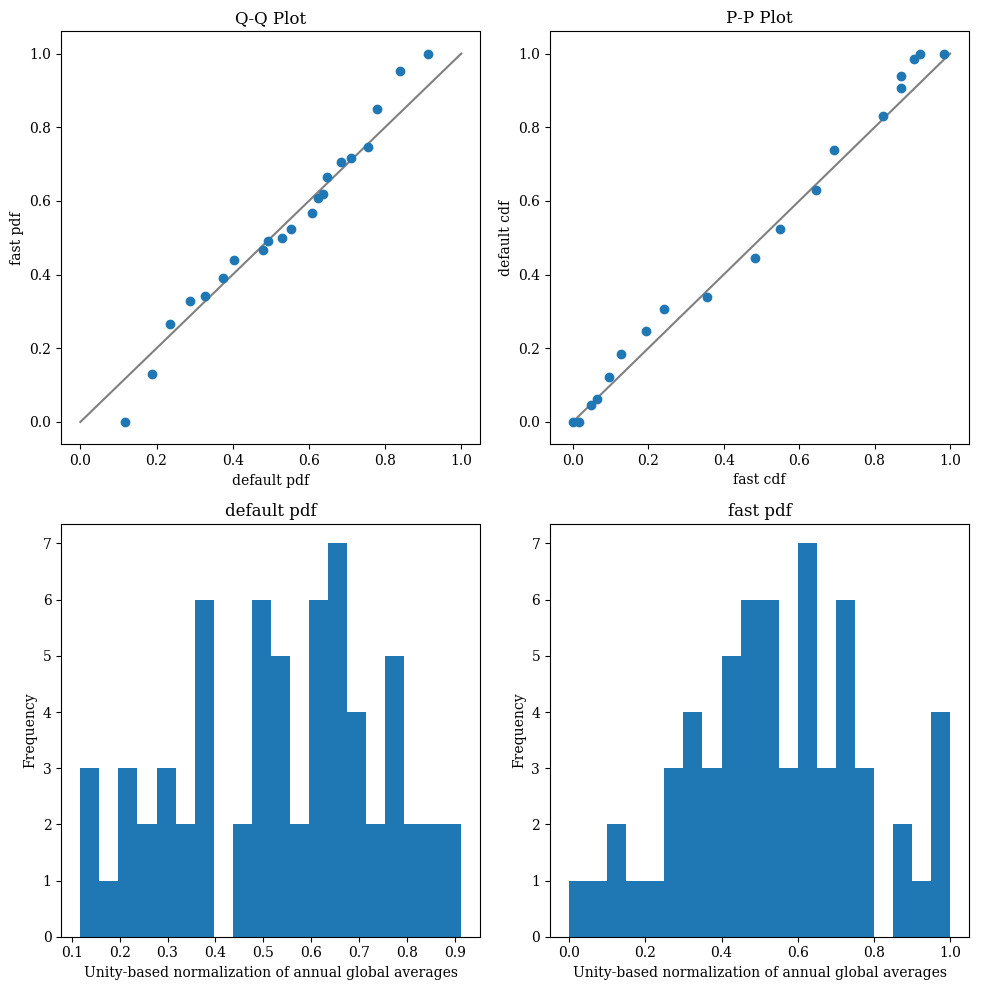 Q-Q Plot
1.0
0.8
0.6
0.4
0.2
0.0
fast pdf
0.0 0.2 0.4 0.6 0.8 1.0
default pdf
P-P Plot
1.0
0.8
0.6
0.4
0.2
0.0
default cdf
0.0 0.2 0.4 0.6 0.8 1.0
fast cdf
default pdf
7
6
5
4
3
2
1
0
Frequency
0.1 0.2 0.3 0.4 0.5 0.6 0.7 0.8 0.9
Unity-based normalization of annual global averages
fast pdf
7
6
5
4
3
2
1
0
Frequency
0.0 0.2 0.4 0.6 0.8 1.0
Unity-based normalization of annual global averages